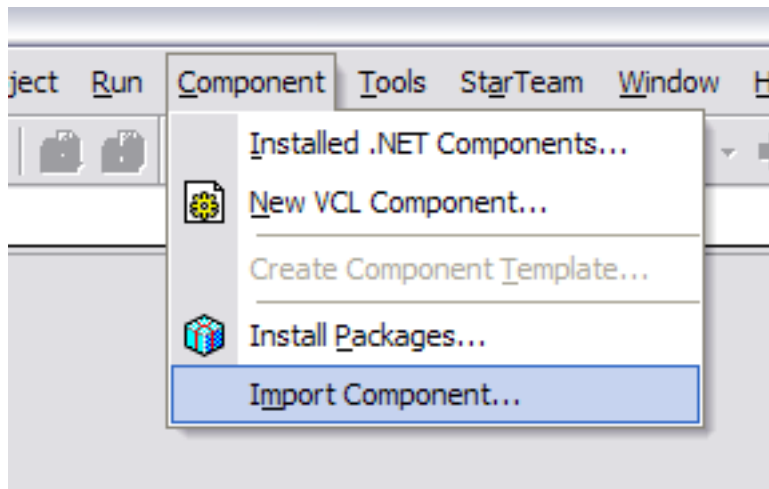 ject Run Component Tools StarTeam Window H
Installed .NET Components...
New VCL Component...
Create Component Template...
Install Packages...
Import Component...